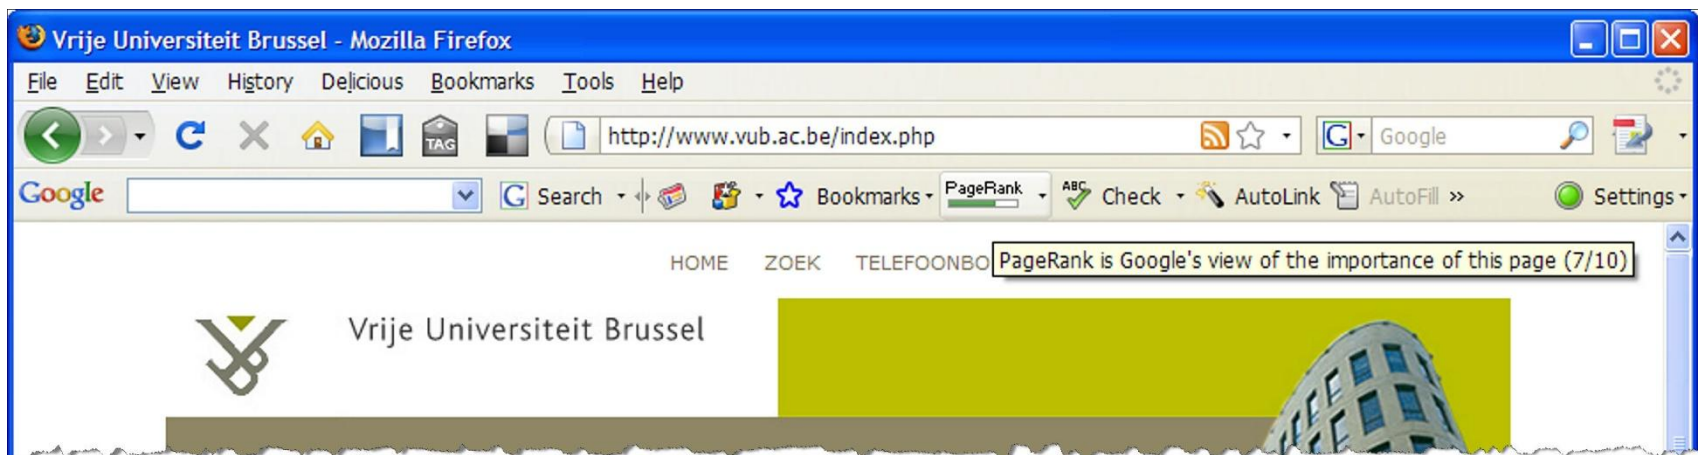 Vrije Universiteit Brussel - Mozilla Firefox
File Edit View History Delicious Bookmarks Tools Help
TAG http://www.vub.ac.be/index.php G Google
Google G Search Bookmarks PageRank ABC Check AutoLink AutoFill » Settings
HOME ZOEK TELEFOONBO PageRank is Google's view of the importance of this page (7/10)
Vrije Universiteit Brussel
VUB